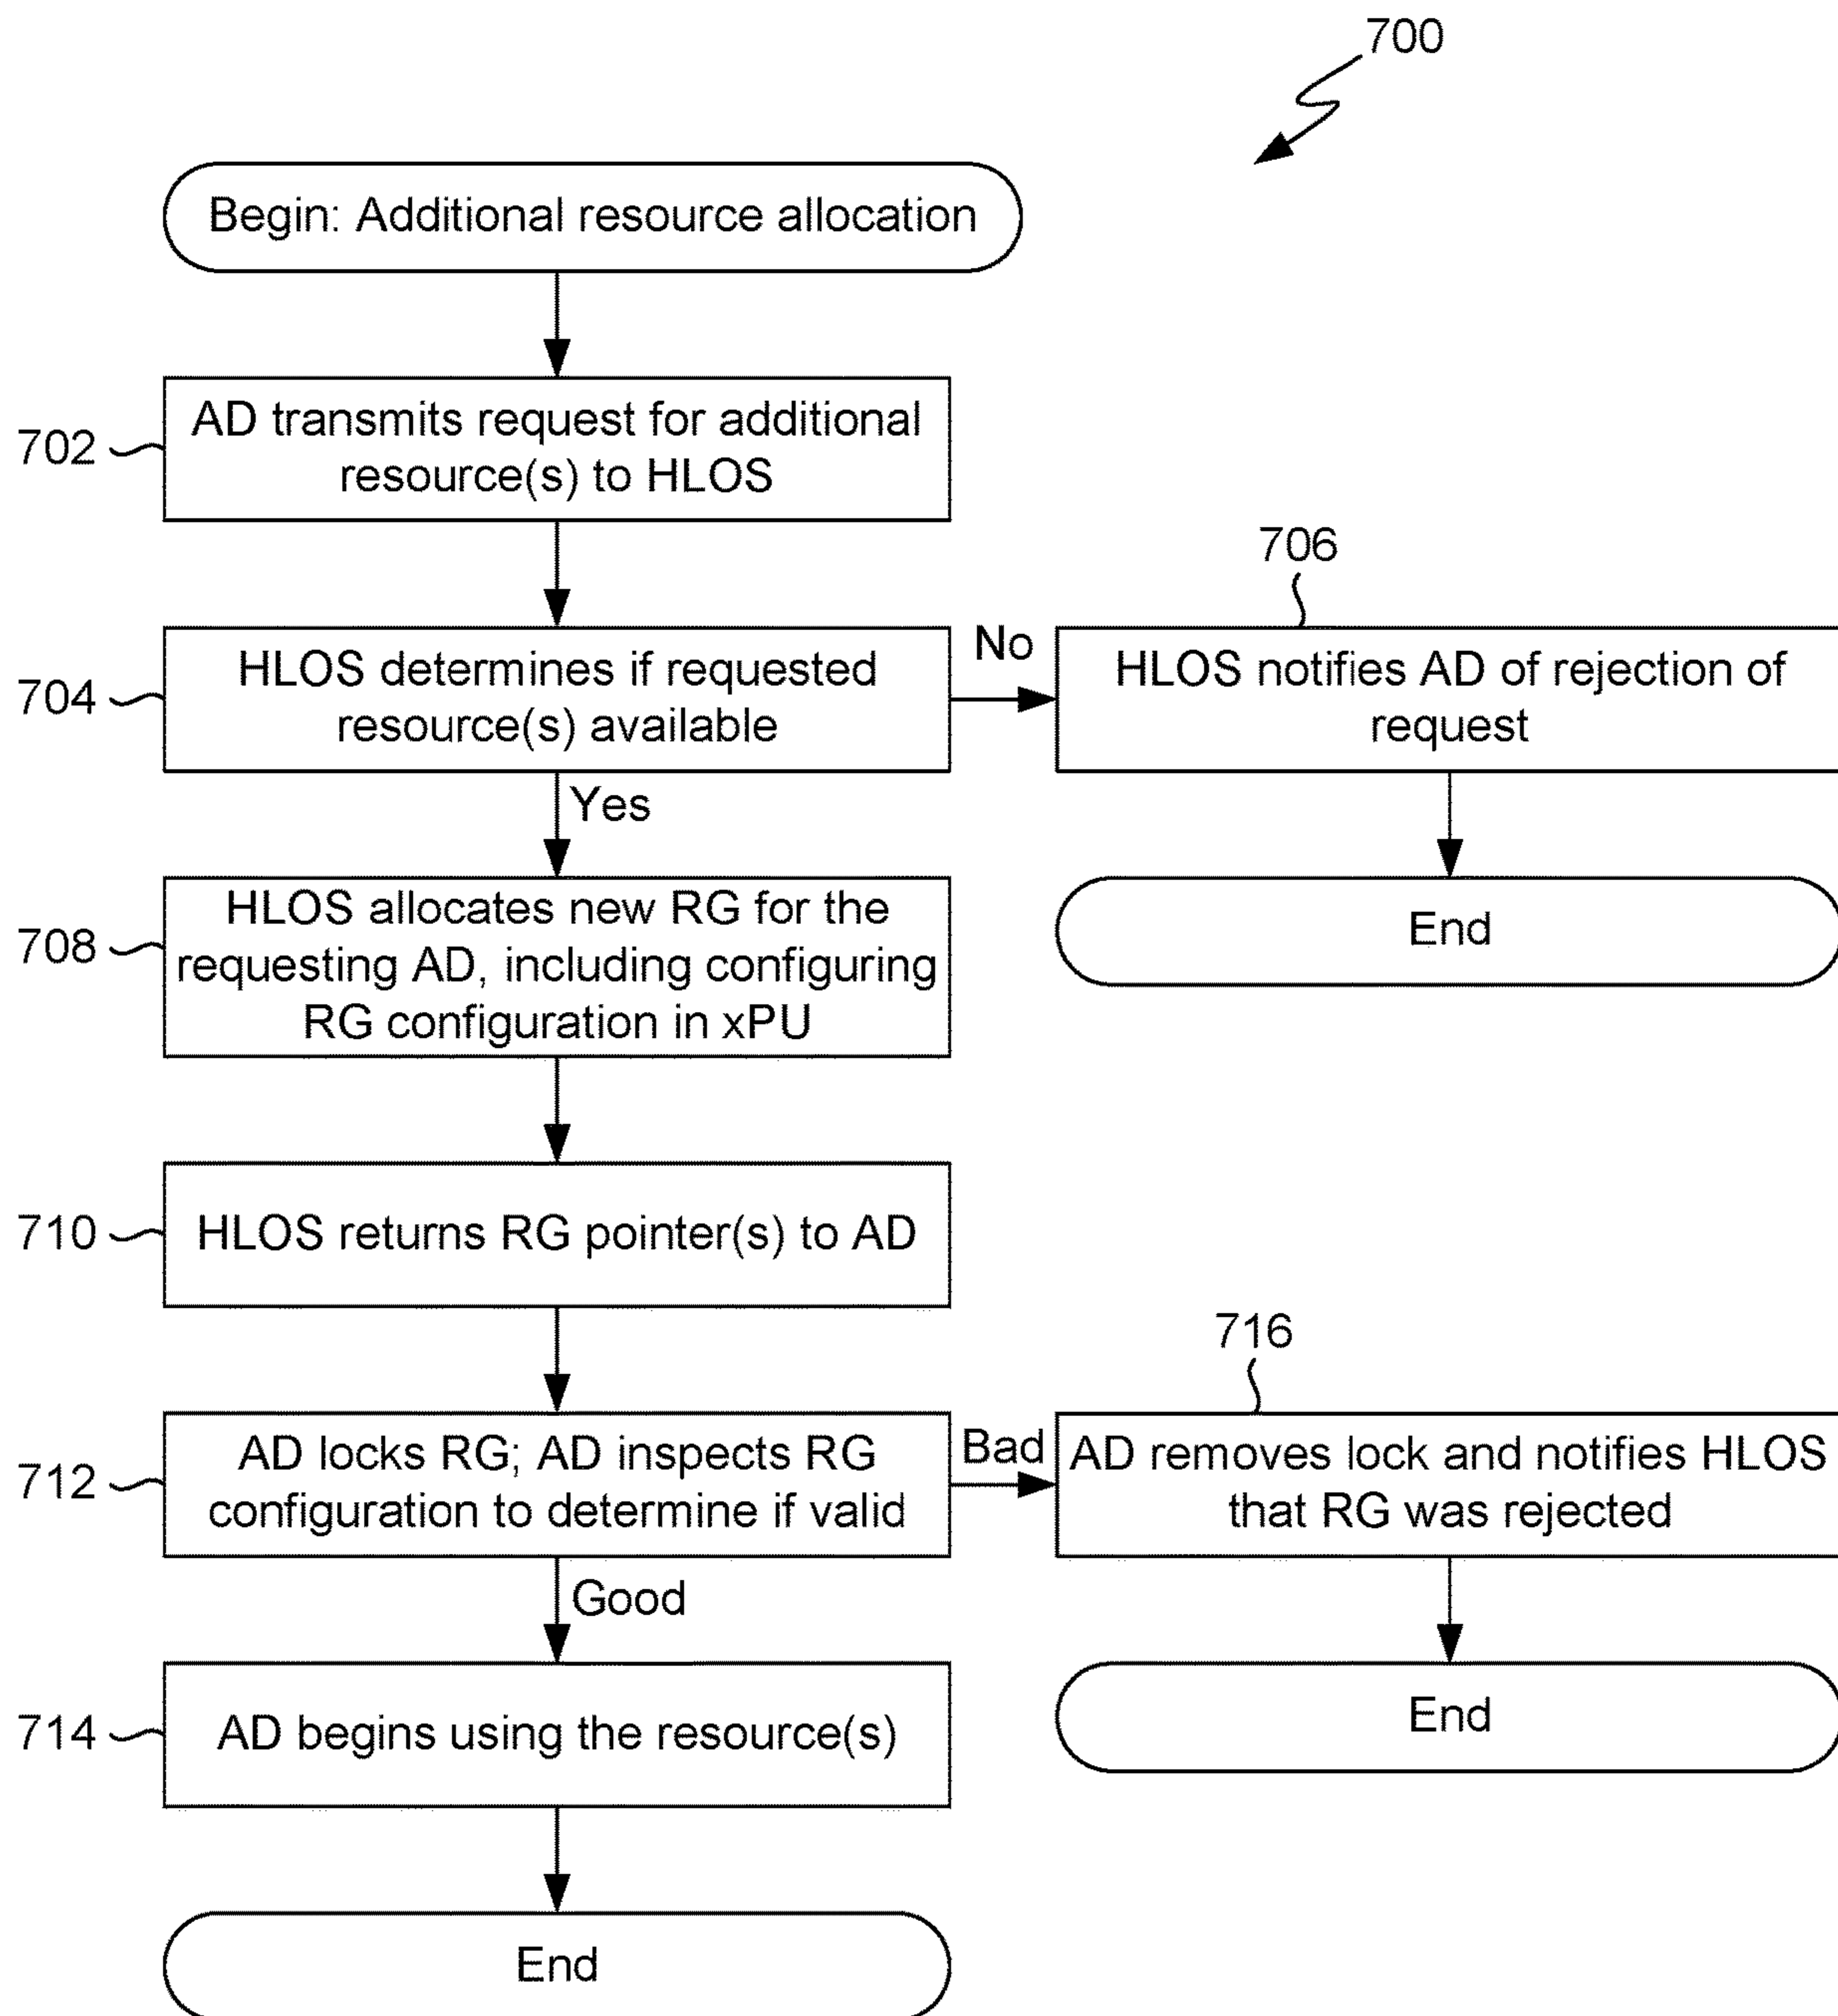 700
Begin: Additional resource allocation
702
AD transmits request for additional
resource(s) to HLOS
704
HLOS determines if requested
resource(s) available
No
706
HLOS notifies AD of rejection of
request
End
Yes
708
HLOS allocates new RG for the
requesting AD, including configuring
RG configuration in xPU
710
HLOS returns RG pointer(s) to AD
712
AD locks RG; AD inspects RG
configuration to determine if valid
Bad
716
AD removes lock and notifies HLOS
that RG was rejected
End
Good
714
AD begins using the resource(s)
End